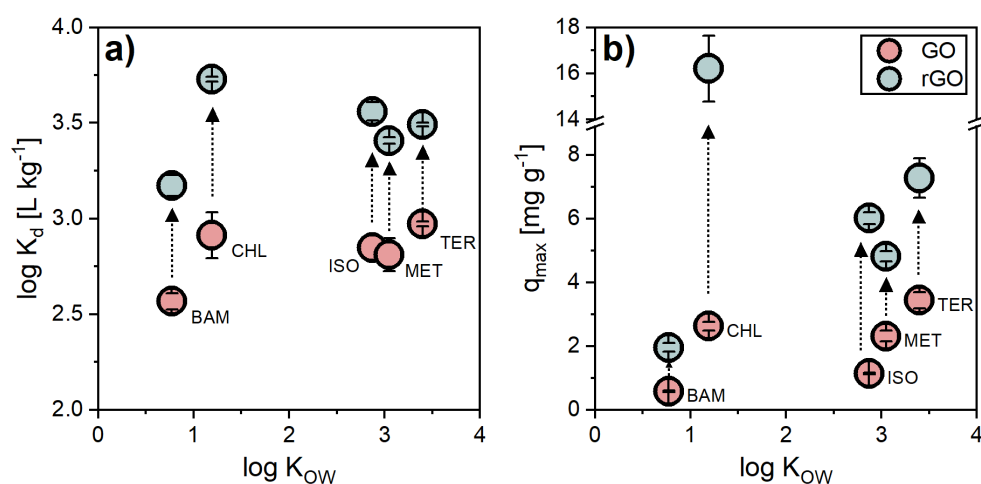 a)
4.0
3.5
3.0
2.5
2.0
log K_d [L kg^-1]
0
1
2
3
4
log K_OW
BAM
CHL
ISO
MET
TER
b)
18
16
14
8
6
4
2
0
q_max [mg g^-1]
0
1
2
3
4
log K_OW
GO
rGO
BAM
CHL
ISO
MET
TER